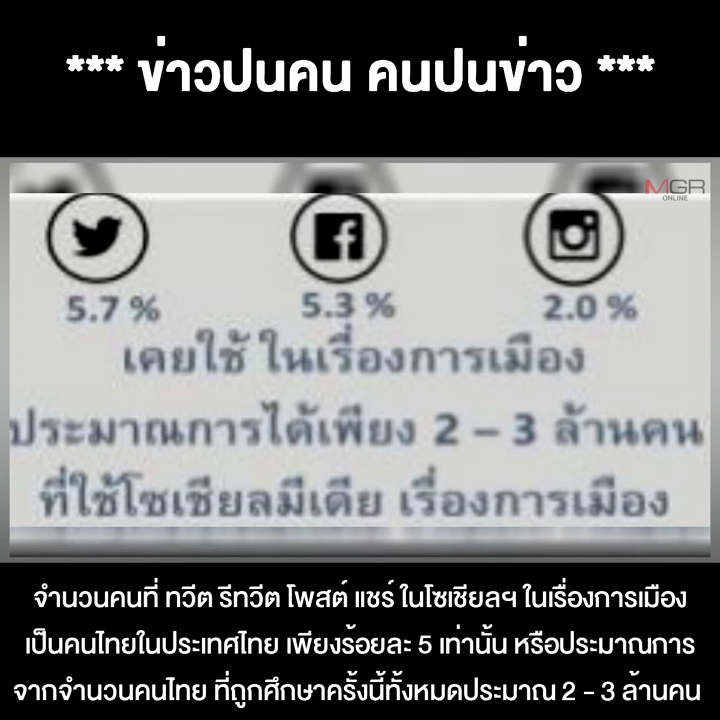 *** ข่าวปนคน คนปนข่าว ***
MGR
ONLINE
5.7 % 5.3 % 2.0 %
เคยใช้ ในเรื่องการเมือง
ประมาณการได้เพียง 2 – 3 ล้านคน
ที่ใช้โซเชียลมีเดีย เรื่องการเมือง
จำนวนคนที่ ทวีต รีทวีต โพสต์ แชร์ ในโซเชียลฯ ในเรื่องการเมือง
เป็นคนไทยในประเทศไทย เพียงร้อยละ 5 เท่านั้น หรือประมาณการ
จากจำนวนคนไทย ที่ถูกศึกษาครั้งนี้ทั้งหมดประมาณ 2 - 3 ล้านคน